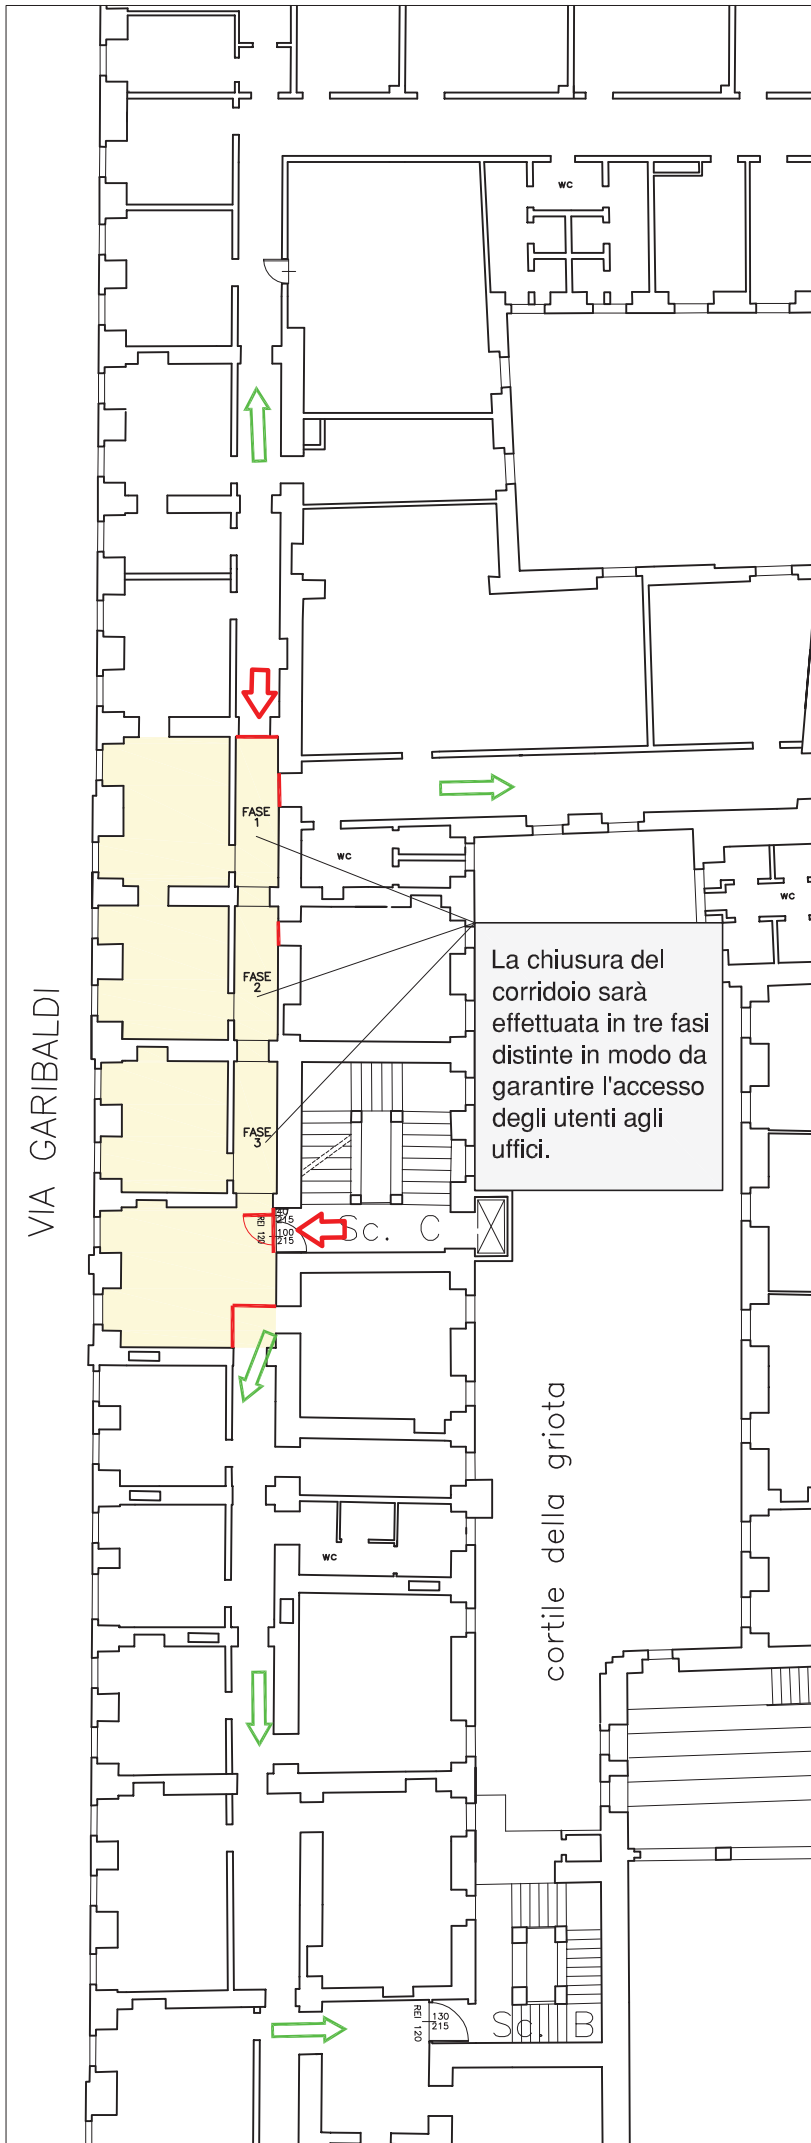 WC
FASE
1
WC
WC
FASE
2
La chiusura del
corridoio sarà
effettuata in tre fasi
distinte in modo da
garantire l'accesso
degli utenti agli
uffici.
VIA GARIBALDI
FASE
3
40
215
REI 120
100
215
Sc. C
cortile della griota
WC
REI 120
130
215
Sc. B